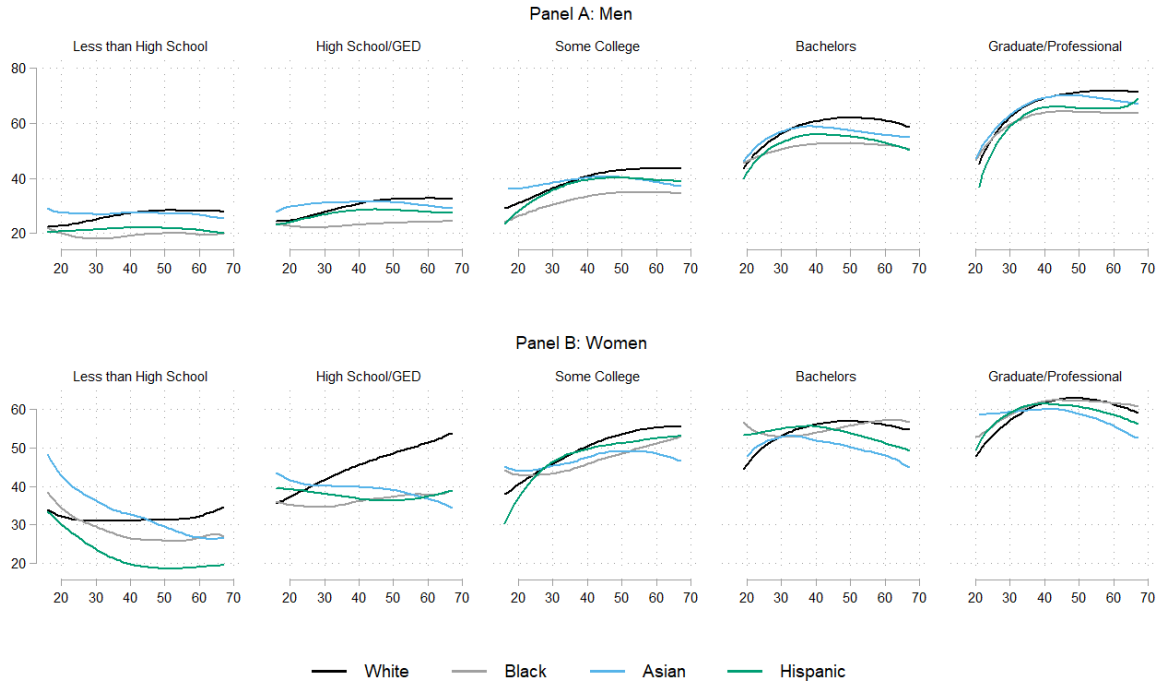 Panel A: Men
Less than High School High School/GED Some College Bachelors Graduate/Professional
80
60
40
20
20 30 40 50 60 70 20 30 40 50 60 70 20 30 40 50 60 70 20 30 40 50 60 70 20 30 40 50 60 70
Panel B: Women
Less than High School High School/GED Some College Bachelors Graduate/Professional
60
50
40
30
20
20 30 40 50 60 70 20 30 40 50 60 70 20 30 40 50 60 70 20 30 40 50 60 70 20 30 40 50 60 70
White Black Asian Hispanic